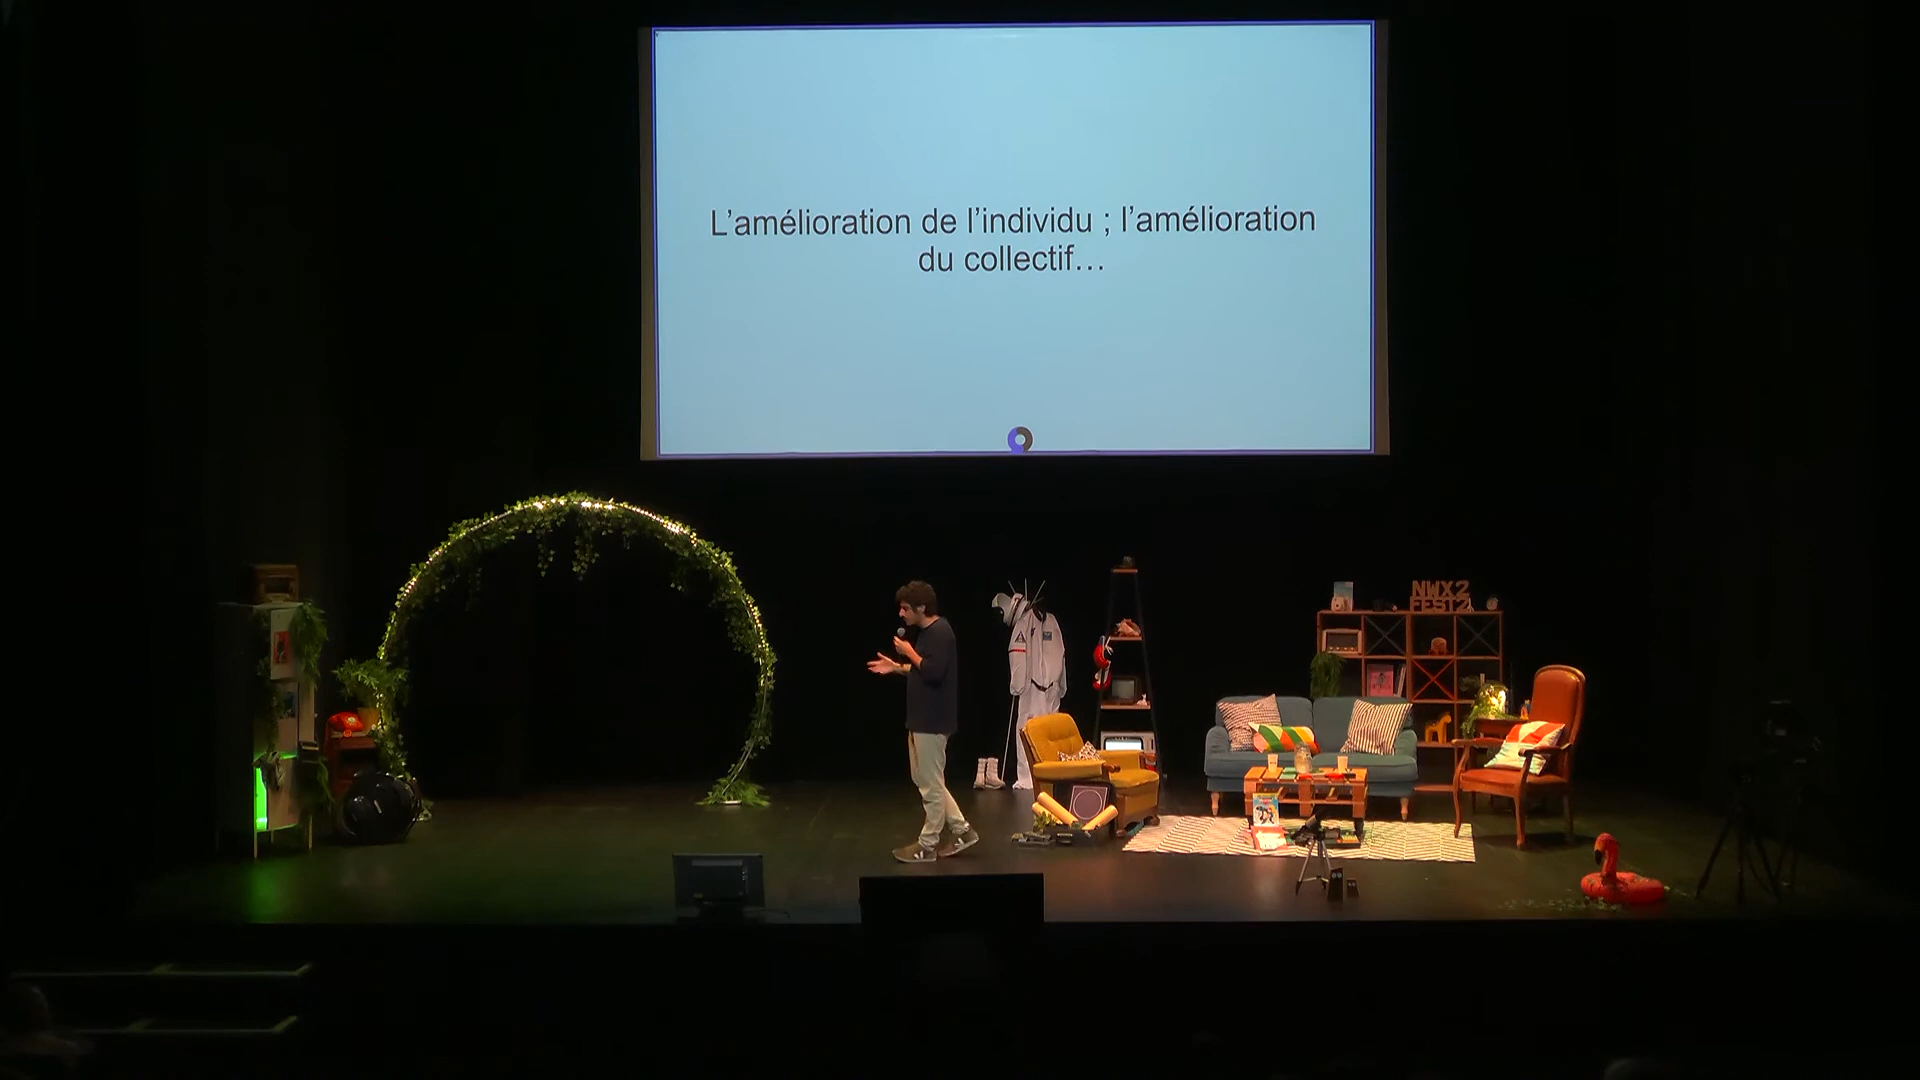 L’amélioration de l’individu ; l’amélioration
du collectif…
NWX2
FEST2